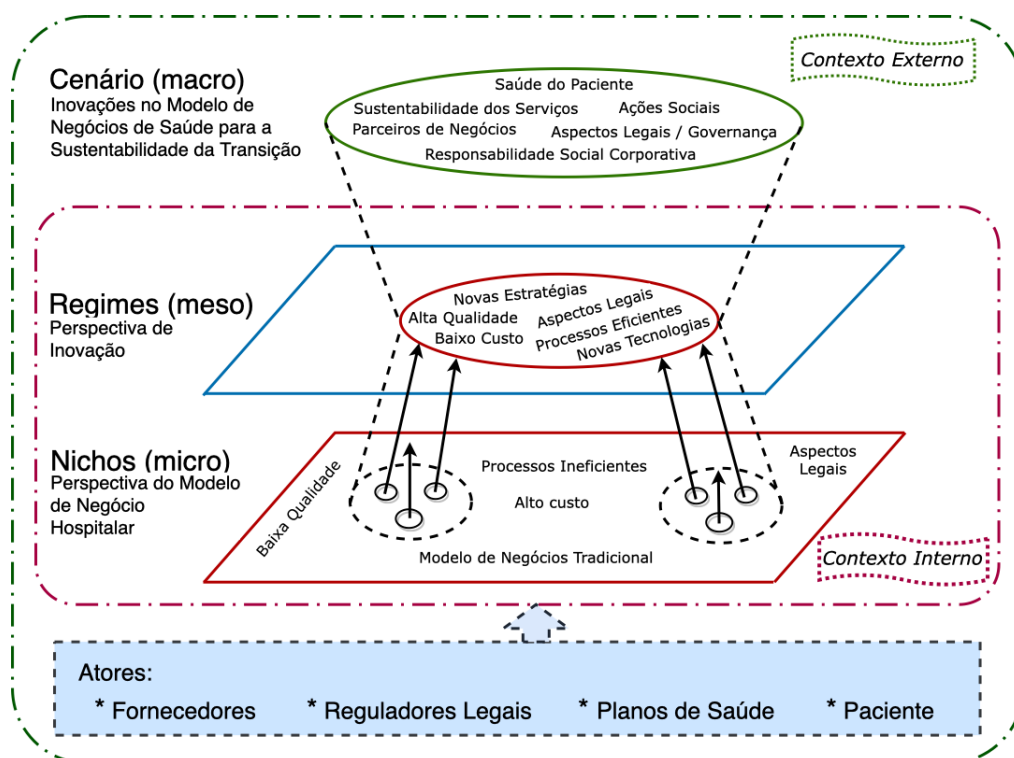 Contexto Externo
Cenário (macro)
Inovações no Modelo de
Negócios de Saúde para a
Sustentabilidade da Transição
Saúde do Paciente
Sustentabilidade dos Serviços
Ações Sociais
Parceiros de Negócios
Aspectos Legais / Governança
Responsabilidade Social Corporativa
Regimes (meso)
Perspectiva de
Inovação
Novas Estratégias
Alta Qualidade
Baixo Custo
Aspectos Legais
Processos Eficientes
Novas Tecnologias
Nichos (micro)
Perspectiva do Modelo
de Negócio
Hospitalar
Baixa Qualidade
Processos Ineficientes
Alto custo
Aspectos
Legais
Modelo de Negócios Tradicional
Contexto Interno
Atores:
* Fornecedores * Reguladores Legais * Planos de Saúde * Paciente